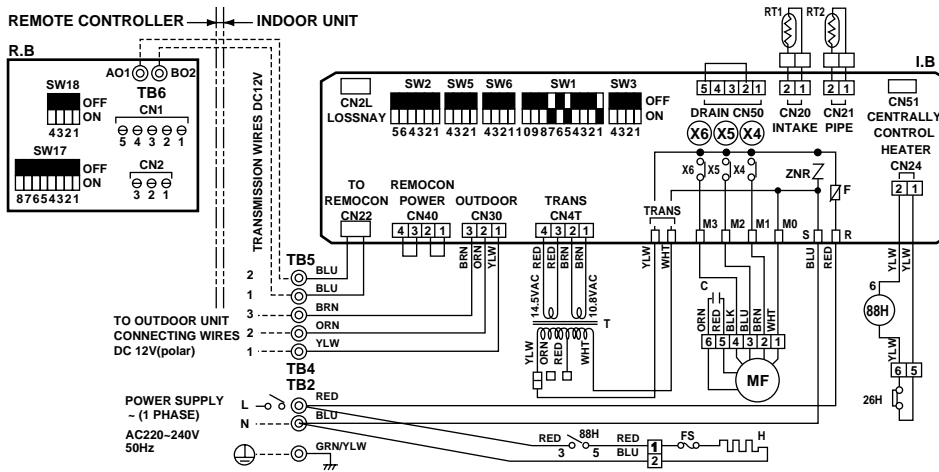 REMOTE CONTROLLER INDOOR UNIT
R.B
AO1 BO2
TB6
SW18
OFF
ON
4321
CN1
5 4 3 2 1
SW17
OFF
ON
87654321
CN2
3 2 1
TRANSMISSION WIRES DC12V
RT1 RT2
I.B
CN2L
LOSSNAY
SW2 SW5 SW6 SW1 SW3
OFF
ON
564321 4321 4321 10987654321 4321
5 4 3 2 1
DRAIN CN50
2 1
CN20
INTAKE
2 1
CN21
PIPE
CN51
CENTRALLY
CONTROL
HEATER
CN24
2 1
X6 X5 X4
X6 X5 X4
ZNR
F
TO
REMOCON
CN22
REMOCON
POWER
CN40
4 3 2 1
OUTDOOR
CN30
3 2 1
TRANS
CN4T
4 3 2 1
TRANS
M3 M2 M1 M0 S R
BRN ORN YLW
RED RED BRN BRN
YLW WHT
BLU RED
YLW YLW
14.5VAC 10.8VAC
T
YLW ORN RED WHT
C
ORN RED BLK BLU BRN WHT
6 5 4 3 2 1
MF
6
88H
YLW
6 5
26H
TB5
2 BLU
1 BLU
3 BRN
2 ORN
1 YLW
TO OUTDOOR UNIT
CONNECTING WIRES
DC 12V(polar)
TB4
TB2
POWER SUPPLY
~ (1 PHASE)
AC220~240V
50Hz
L RED
N BLU
GRN/YLW
RED 88H RED 1 FS H
3 5 BLU 2